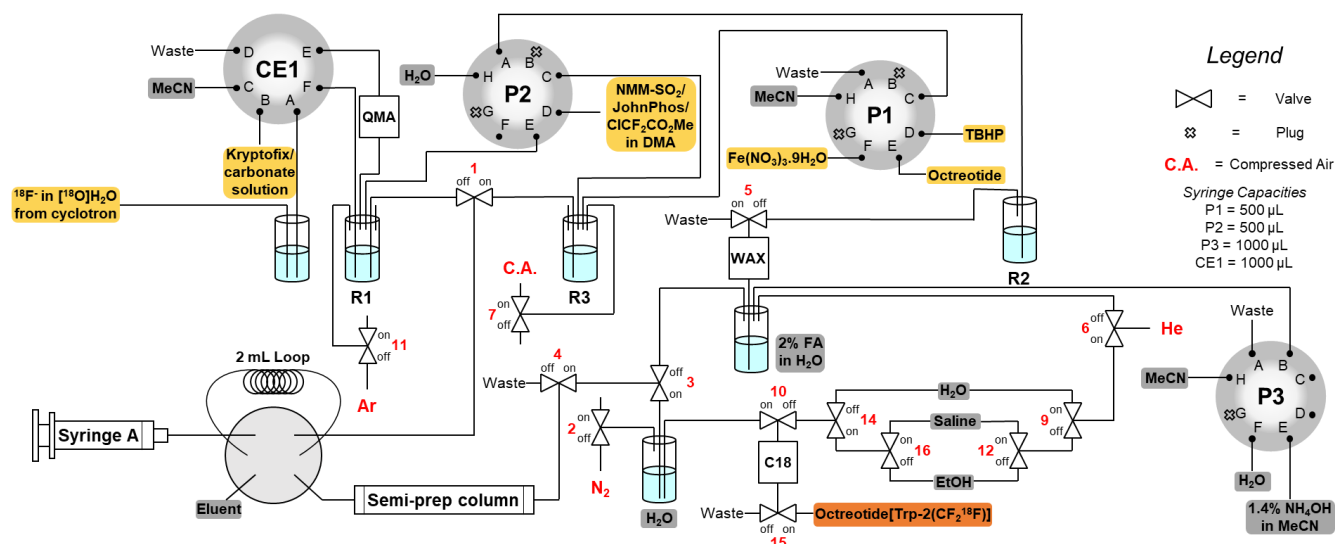 Waste
MeCN
D
E
C
F
B
A
CE1
QMA
Kryptofix/
carbonate
solution
¹⁸F⁻ in [¹⁸O]H₂O
from cyclotron
R1
H₂O
A
B
H
C
G
D
F
E
P2
NMM-SO₂/
JohnPhos/
ClCF₂CO₂Me
in DMA
1
off on
R3
Waste
MeCN
A
B
H
C
G
D
F
E
P1
TBHP
Fe(NO₃)₃.9H₂O
Octreotide
5
on off
Waste
WAX
R2
Legend
= Valve
= Plug
C.A. = Compressed Air
Syringe Capacities
P1 = 500 µL
P2 = 500 µL
P3 = 1000 µL
CE1 = 1000 µL
C.A.
on
7
off
on
11
off
Ar
2 mL Loop
Syringe A
Eluent
Semi-prep column
4
off on
Waste
on
2
off
N₂
off
3
on
H₂O
2% FA
in H₂O
off
6
on
He
10
on off
C18
off
14
on
H₂O
Saline
EtOH
on
16
off
on
12
off
on
9
off
Waste
off on
15
Octreotide[Trp-2(CF₂¹⁸F)]
Waste
MeCN
A
B
H
C
G
D
F
E
P3
H₂O
1.4% NH₄OH
in MeCN